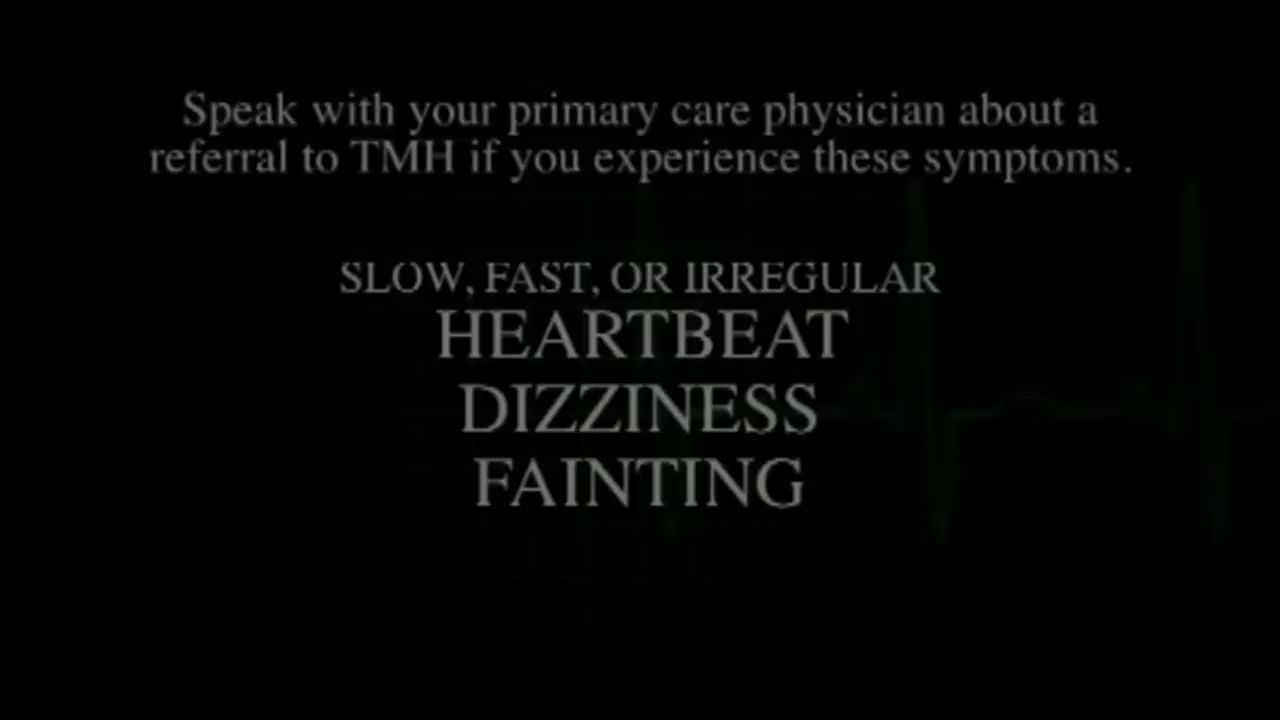 Speak with your primary care physician about a
referral to TMH if you experience these symptoms.
SLOW, FAST, OR IRREGULAR
HEARTBEAT
DIZZINESS
FAINTING